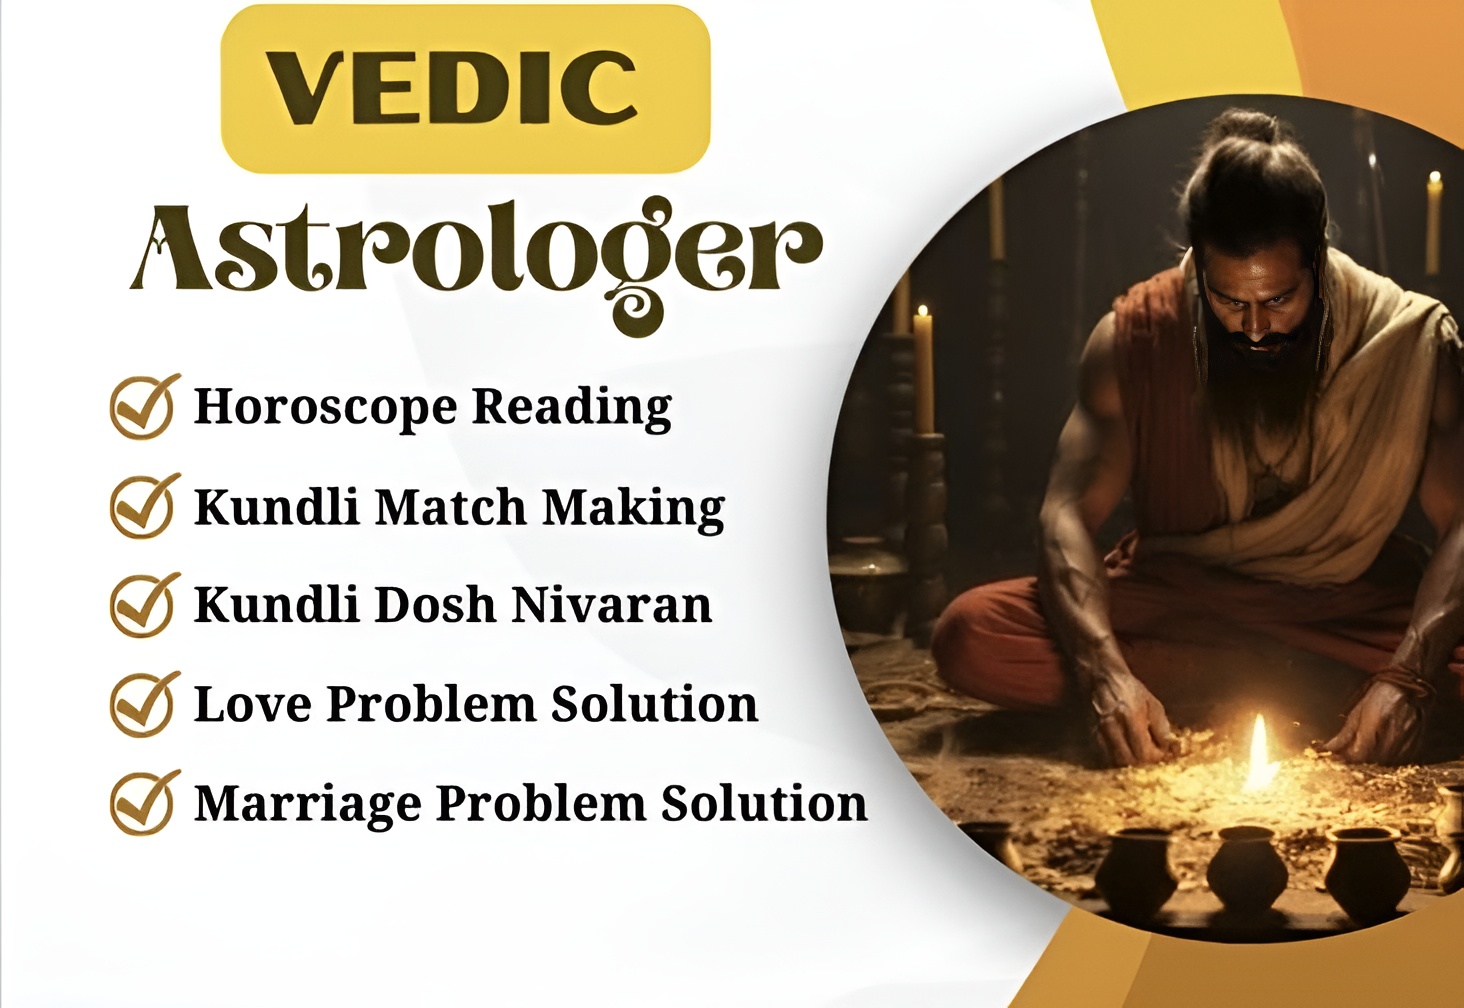 VEDIC
Astrologer
Horoscope Reading
Kundli Match Making
Kundli Dosh Nivaran
Love Problem Solution
Marriage Problem Solution